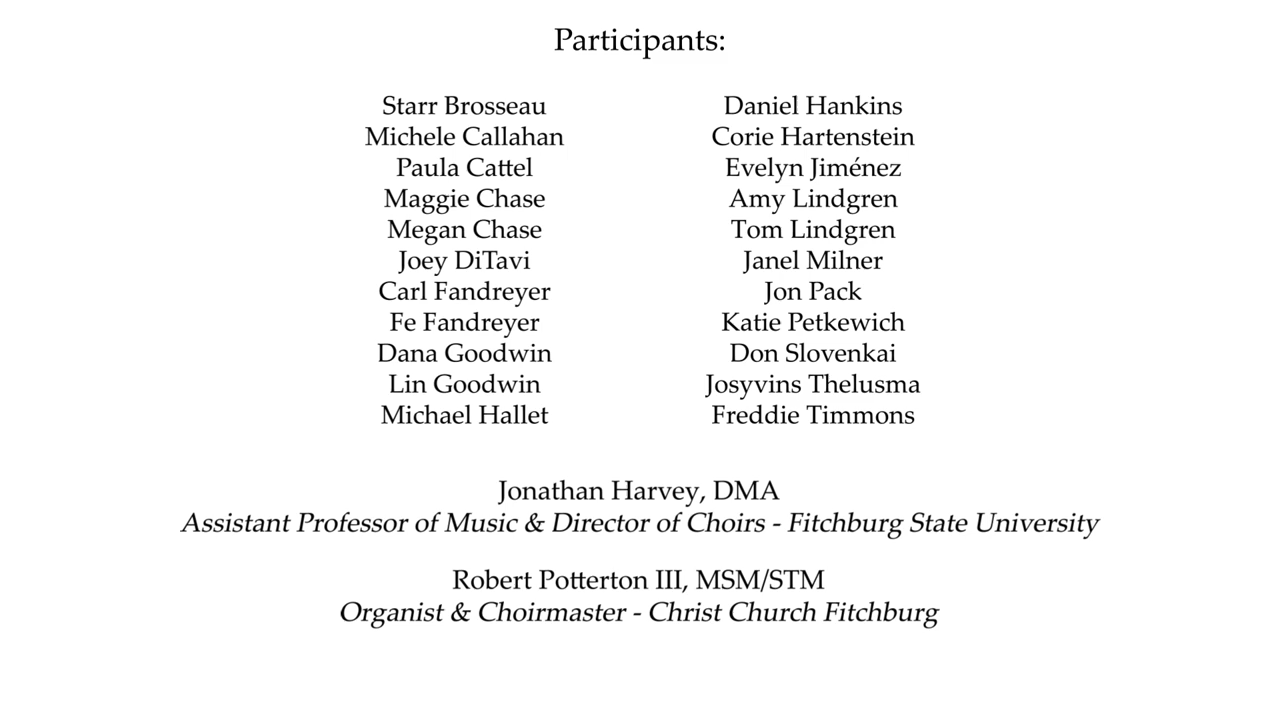 Participants:
Starr Brosseau
Michele Callahan
Paula Cattel
Maggie Chase
Megan Chase
Joey DiTavi
Carl Fandreyer
Fe Fandreyer
Dana Goodwin
Lin Goodwin
Michael Hallet
Daniel Hankins
Corie Hartenstein
Evelyn Jiménez
Amy Lindgren
Tom Lindgren
Janel Milner
Jon Pack
Katie Petkewich
Don Slovenkai
Josyvins Thelusma
Freddie Timmons
Jonathan Harvey, DMA
Assistant Professor of Music & Director of Choirs - Fitchburg State University
Robert Potterton III, MSM/STM
Organist & Choirmaster - Christ Church Fitchburg